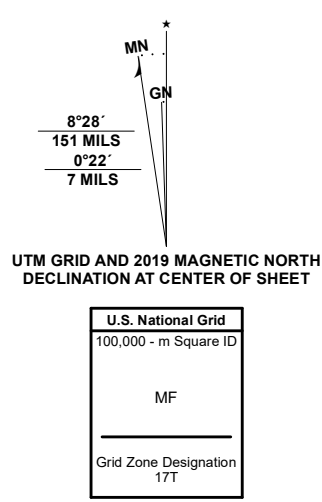 MN
GN
8°28´
151 MILS
0°22´
7 MILS
UTM GRID AND 2019 MAGNETIC NORTH
DECLINATION AT CENTER OF SHEET
U.S. National Grid
100,000 - m Square ID
MF
Grid Zone Designation
17T